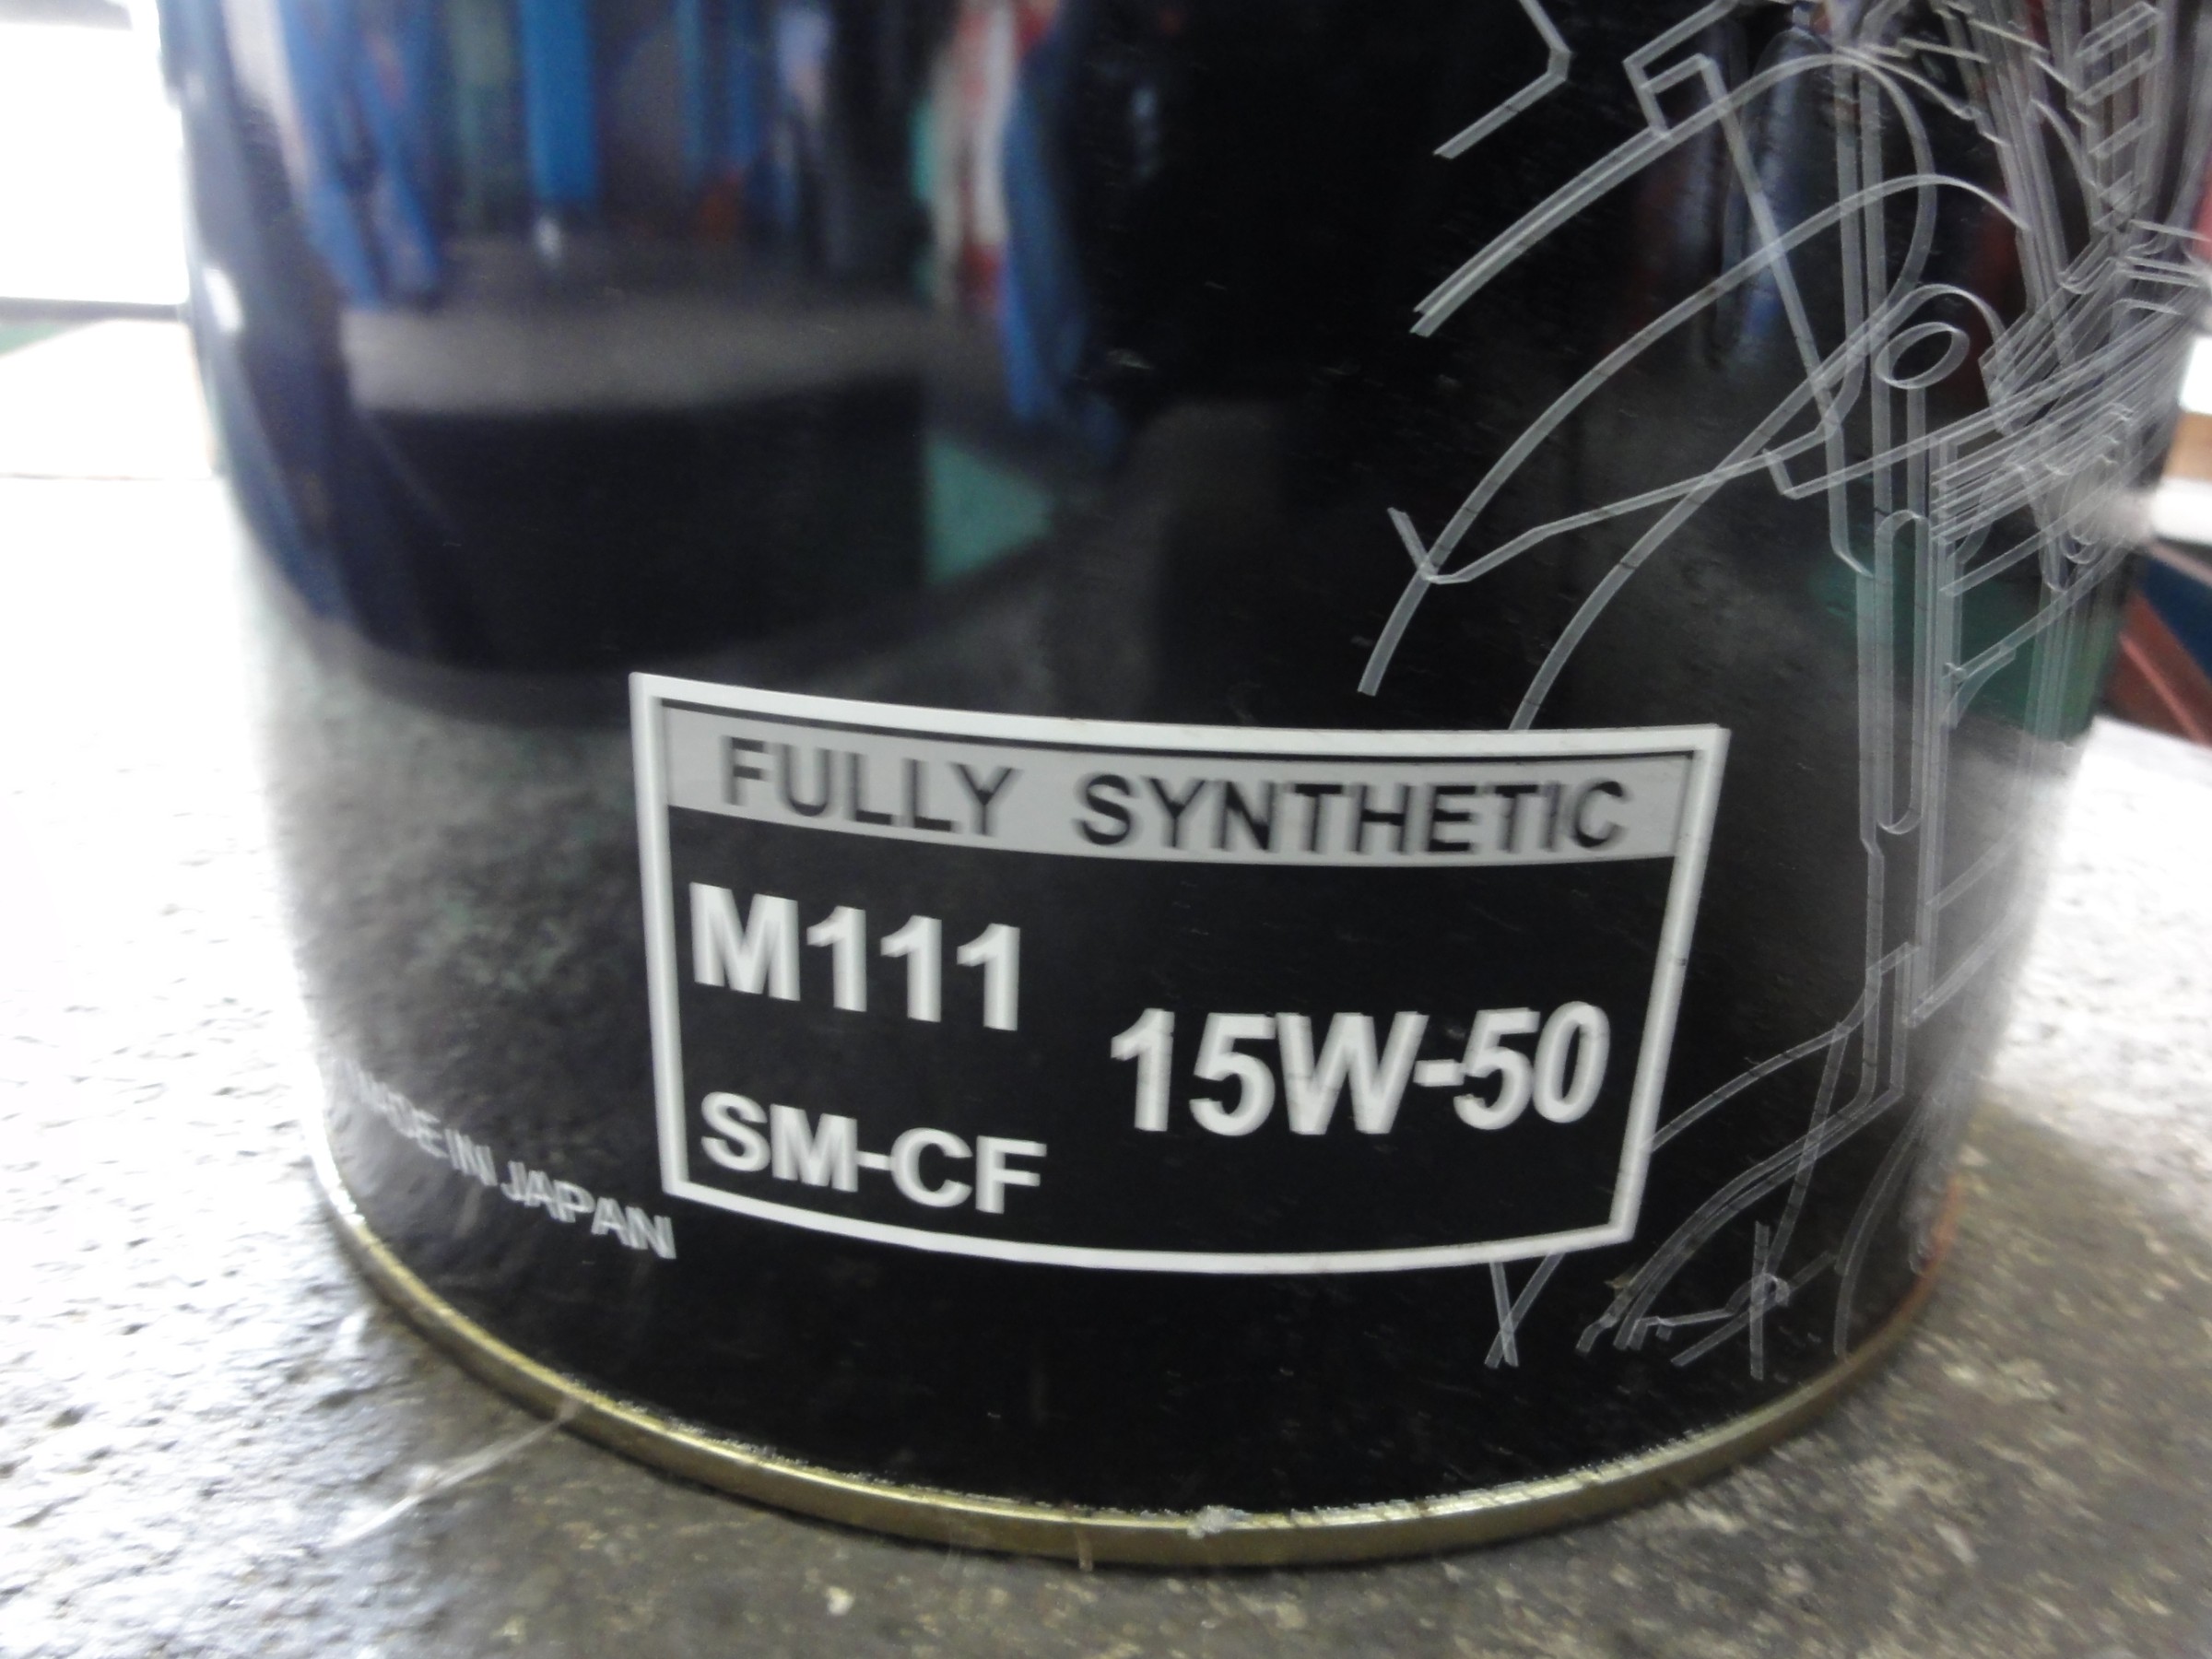 FULLY SYNTHETIC
M111
15W-50
SM-CF
MADE IN JAPAN